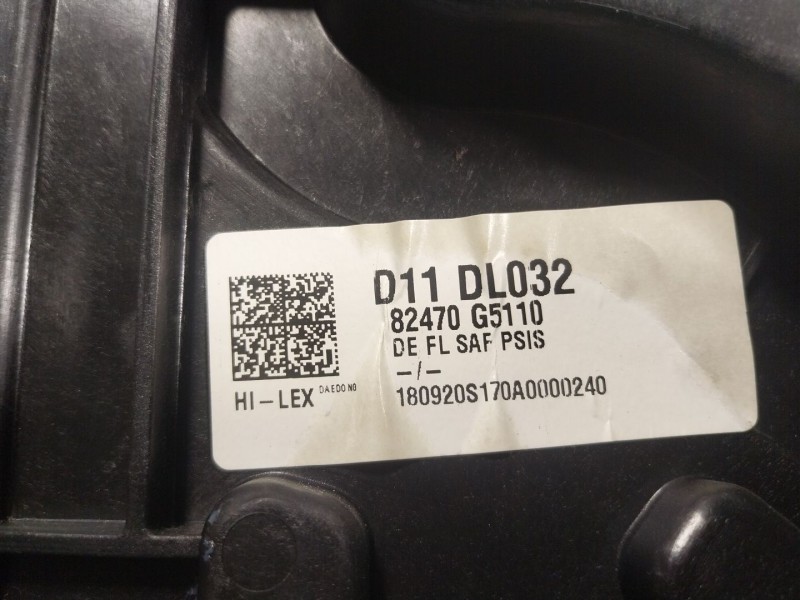 D11 DL032
82470 G5110
DE FL SAF PSIS
-/-
180920S170A0000240
HI-LEX DAEDONG